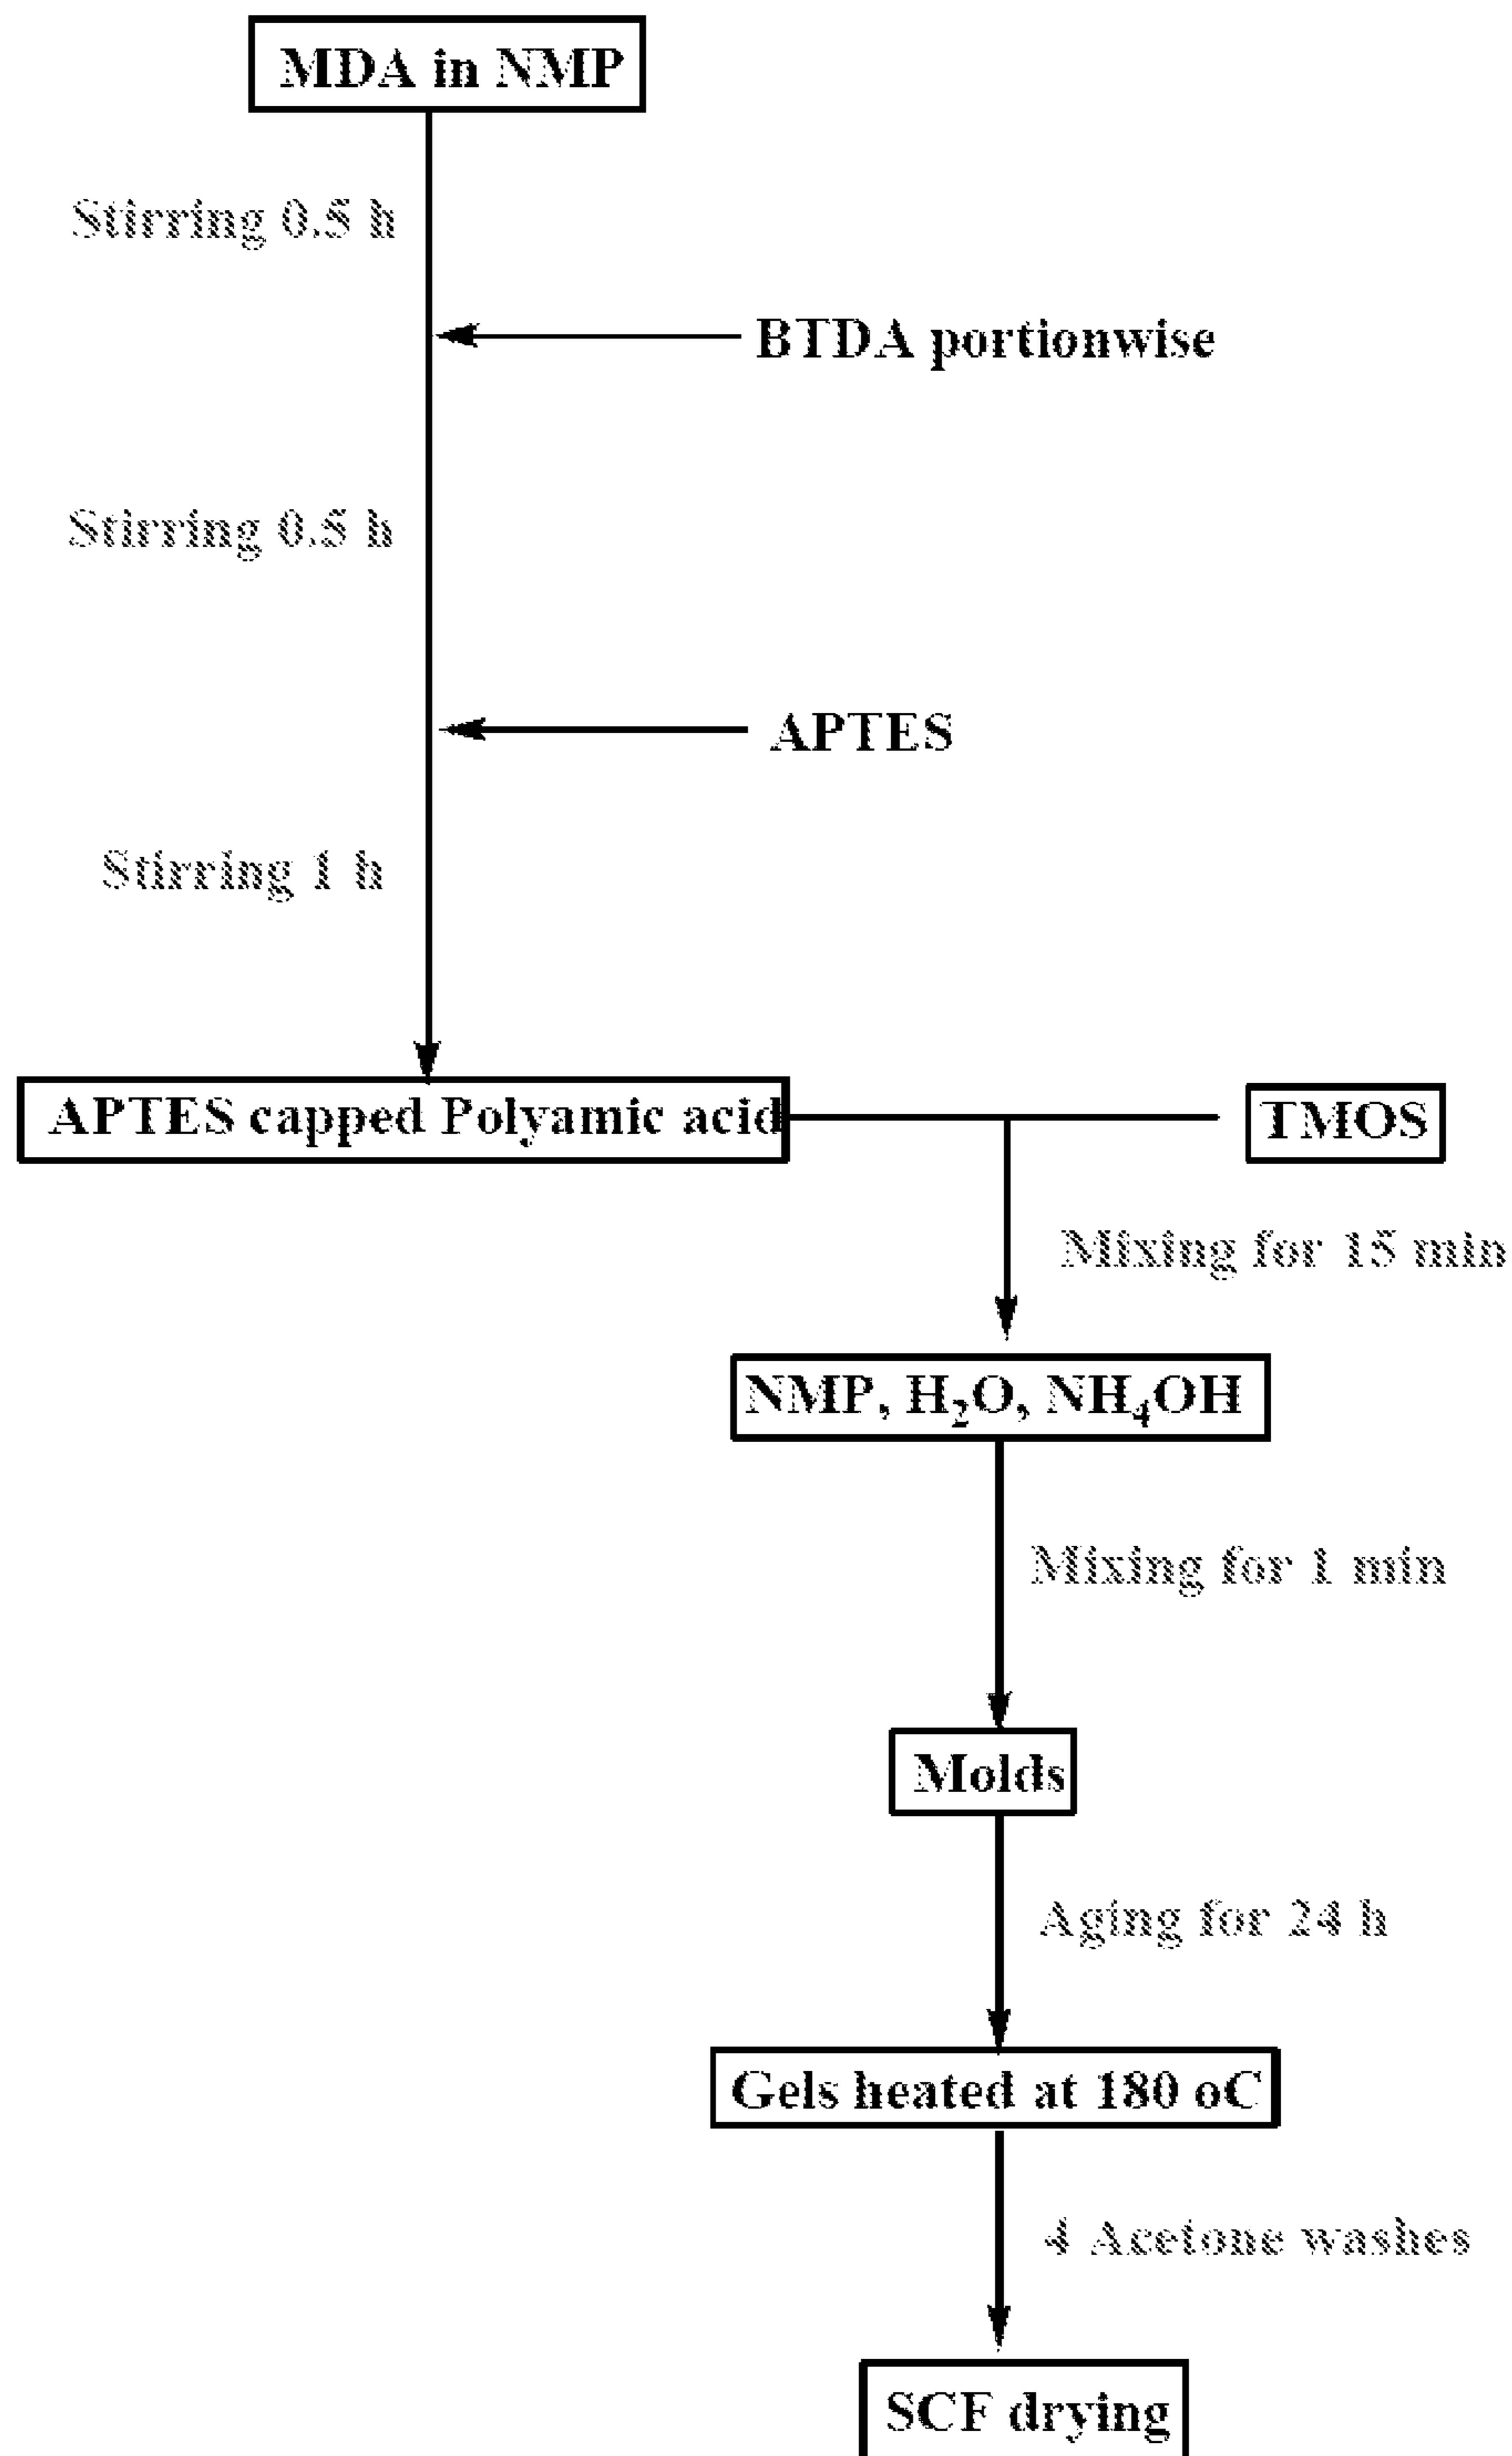 MDA in NMP
Stirring 0.5 h
BTDA portionwise
Stirring 0.5 h
APTES
Stirring 1 h
APTES capped Polyamic acid
TMOS
Mixing for 15 min
NMP, H₂O, NH₄OH
Mixing for 1 min
Molds
Aging for 24 h
Gels heated at 180 oC
4 Acetone washes
SCF drying